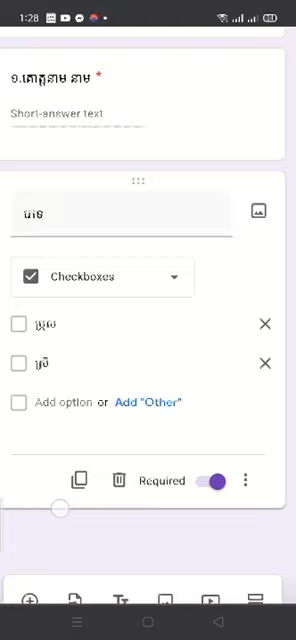 1:28
១.គោត្តនាម នាម *
Short-answer text
ភេទ
Checkboxes
ប្រុស
ស្រី
Add option or Add "Other"
Required